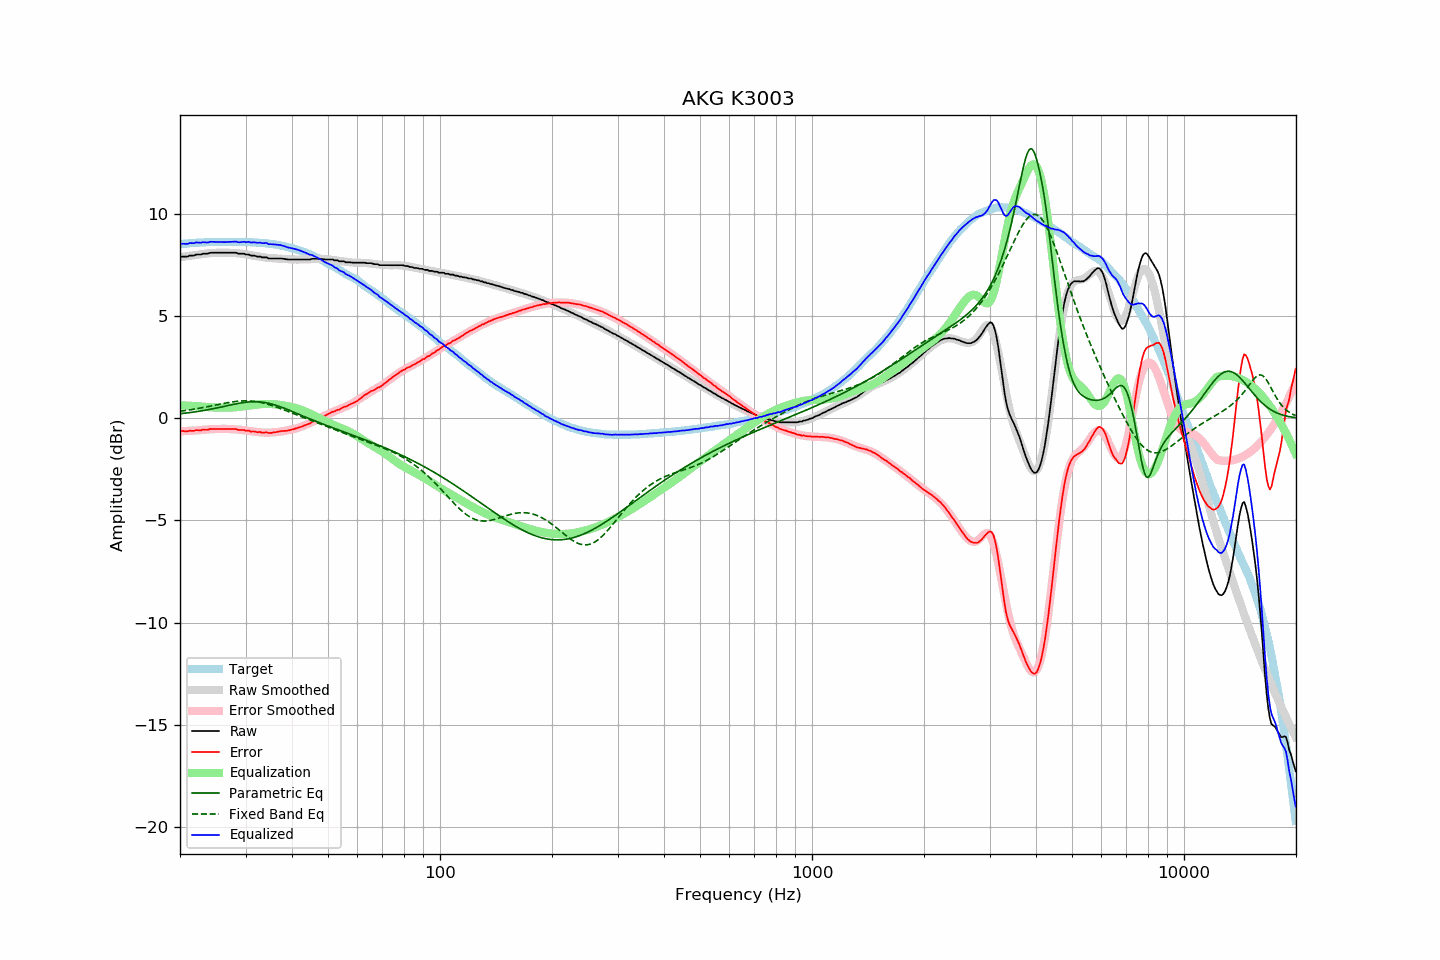 AKG K3003
Amplitude (dBr)
10
5
0
−5
−10
−15
−20
Target
Raw Smoothed
Error Smoothed
Raw
Error
Equalization
Parametric Eq
Fixed Band Eq
Equalized
100
1000
10000
Frequency (Hz)